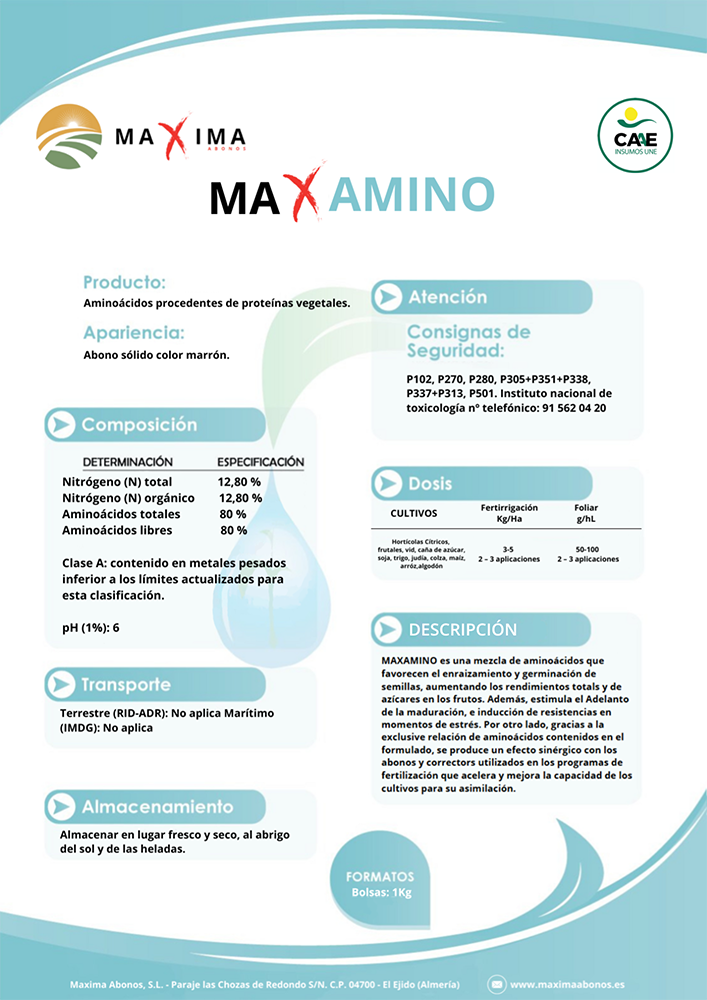 MAXIMA
ABONOS
CAAE
INSUMOS UNE
MAXAMINO
Producto:
Aminoácidos procedentes de proteínas vegetales.
Apariencia:
Abono sólido color marrón.
Composición
DETERMINACIÓN ESPECIFICACIÓN
Nitrógeno (N) total 12,80 %
Nitrógeno (N) orgánico 12,80 %
Aminoácidos totales 80 %
Aminoácidos libres 80 %
Clase A: contenido en metales pesados
inferior a los límites actualizados para
esta clasificación.
pH (1%): 6
Transporte
Terrestre (RID-ADR): No aplica Marítimo
(IMDG): No aplica
Almacenamiento
Almacenar en lugar fresco y seco, al abrigo
del sol y de las heladas.
Atención
Consignas de
Seguridad:
P102, P270, P280, P305+P351+P338,
P337+P313, P501. Instituto nacional de
toxicología nº telefónico: 91 562 04 20
Dosis
CULTIVOS Fertirrigación Foliar
Kg/Ha g/hL
Hortícolas Cítricos,
frutales, vid, caña de azúcar,
soja, trigo, judía, colza, maíz,
arróz,algodón
3-5 50-100
2 – 3 aplicaciones 2 – 3 aplicaciones
DESCRIPCIÓN
MAXAMINO es una mezcla de aminoácidos que
favorecen el enraizamiento y germinación de
semillas, aumentando los rendimientos totals y de
azícares en los frutos. Además, estimula el Adelanto
de la maduración, e inducción de resistencias en
momentos de estrés. Por otro lado, gracias a la
exclusive relación de aminoácidos contenidos en el
formulado, se produce un efecto sinérgico con los
abonos y correctors utilizados en los programas de
fertilización que acelera y mejora la capacidad de los
cultivos para su asimilación.
FORMATOS
Bolsas: 1Kg
Maxima Abonos, S.L. - Paraje las Chozas de Redondo S/N. C.P. 04700 - El Ejido (Almería) www.maximaabonos.es